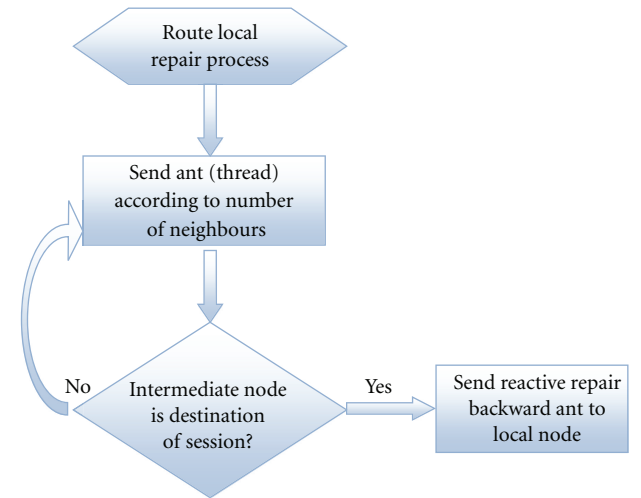 Route local
repair process
Send ant (thread)
according to number
of neighbours
Intermediate node
is destination
of session?
No
Yes
Send reactive repair
backward ant to
local node